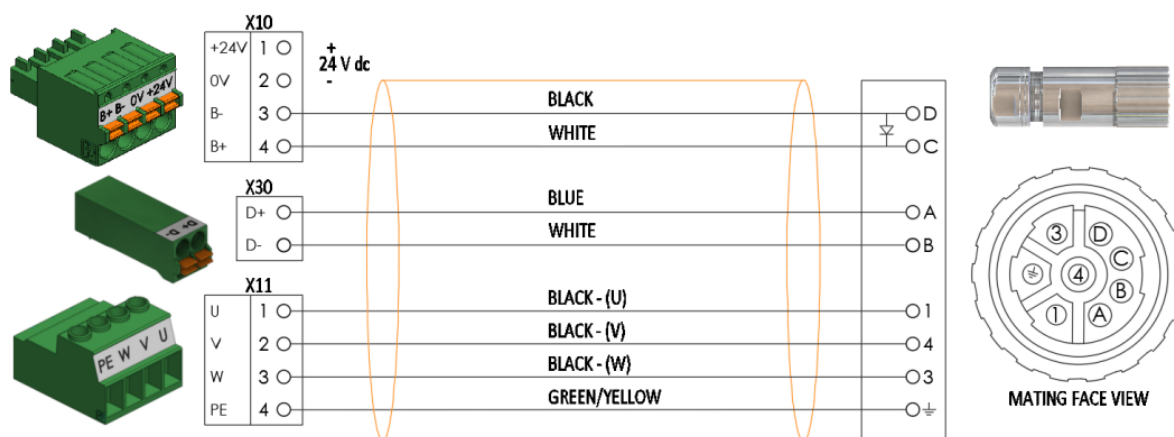 X10
+24V 1
+
24 V dc
-
0V 2
B- 3 BLACK D
B+ 4 WHITE C
B+ B- 0V +24V
X30
D+ BLUE A
D- WHITE B
D- D+
X11
U 1 BLACK - (U) 1
V 2 BLACK - (V) 4
W 3 BLACK - (W) 3
PE 4 GREEN/YELLOW
PE W V U
3 D
C
4
B
1 A
MATING FACE VIEW